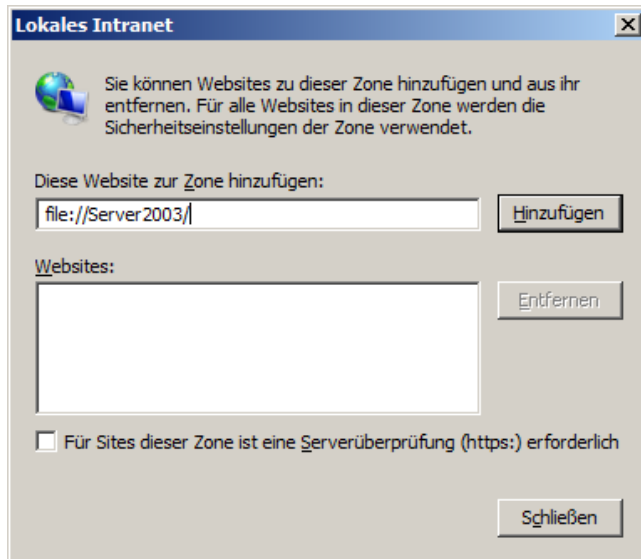 Lokales Intranet
Sie können Websites zu dieser Zone hinzufügen und aus ihr
entfernen. Für alle Websites in dieser Zone werden die
Sicherheitseinstellungen der Zone verwendet.
Diese Website zur Zone hinzufügen:
file://Server2003/
Hinzufügen
Websites:
Entfernen
Für Sites dieser Zone ist eine Serverüberprüfung (https:) erforderlich
Schließen